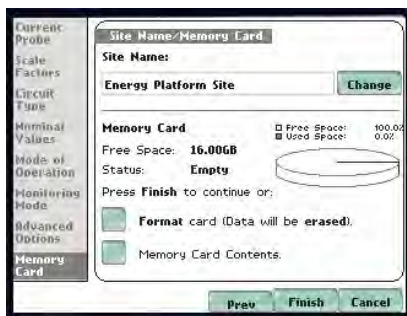 Current
Probe
Scale
Factors
Circuit
Type
Nominal
Values
Mode of
Operation
Monitoring
Mode
Advanced
Options
Memory
Card
Site Name/Memory Card
Site Name:
Energy Platform Site
Change
Memory Card
Free Space: 100.0%
Used Space: 0.0%
Free Space: 16.00GB
Status: Empty
Press Finish to continue or:
Format card (Data will be erased).
Memory Card Contents.
Prev Finish Cancel